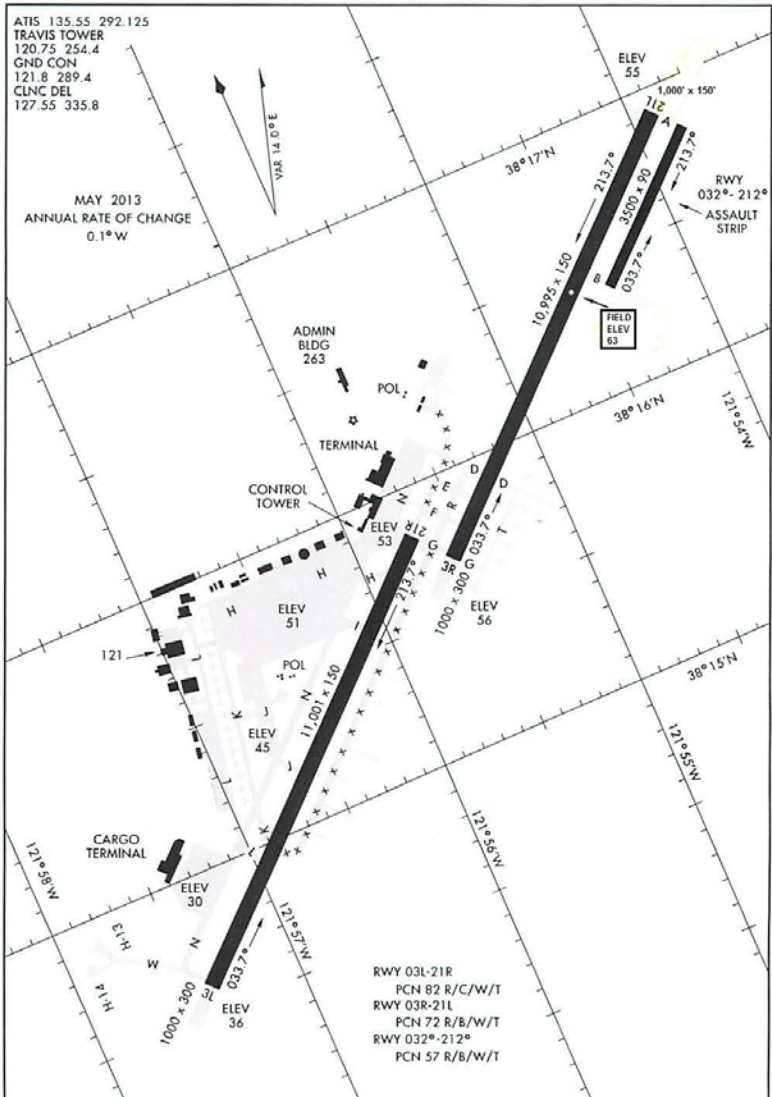 ATIS 135.55 292.125
TRAVIS TOWER
120.75 254.4
GND CON
121.8 289.4
CLNC DEL
127.55 335.8
VAR 14.0°E
MAY 2013
ANNUAL RATE OF CHANGE
0.1° W
ELEV
55
1,000' x 150'
21L
A
213.7°
213.7°
3500 x 90
RWY
032°- 212°
ASSAULT
STRIP
38°17'N
10,995 x 150
B
033.7°
FIELD
ELEV
63
ADMIN
BLDG
263
POL
38°16'N
121°54'W
TERMINAL
CONTROL
TOWER
N
E
D
D
F
R
T
ELEV
53
21R
G
033.7°
3R
G
1000 x 300
ELEV
56
213.7°
H
H
H
ELEV
51
I
121
L
POL
38°15'N
N
J
K
ELEV
45
11,001 x 150
J
L
121°55'W
K
L
121°56'W
CARGO
TERMINAL
121°58'W
ELEV
30
121°57'W
H-13
N
M
H-14
033.7°
3L
1000 x 300
ELEV
36
RWY 03L-21R
PCN 82 R/C/W/T
RWY 03R-21L
PCN 72 R/B/W/T
RWY 032°-212°
PCN 57 R/B/W/T